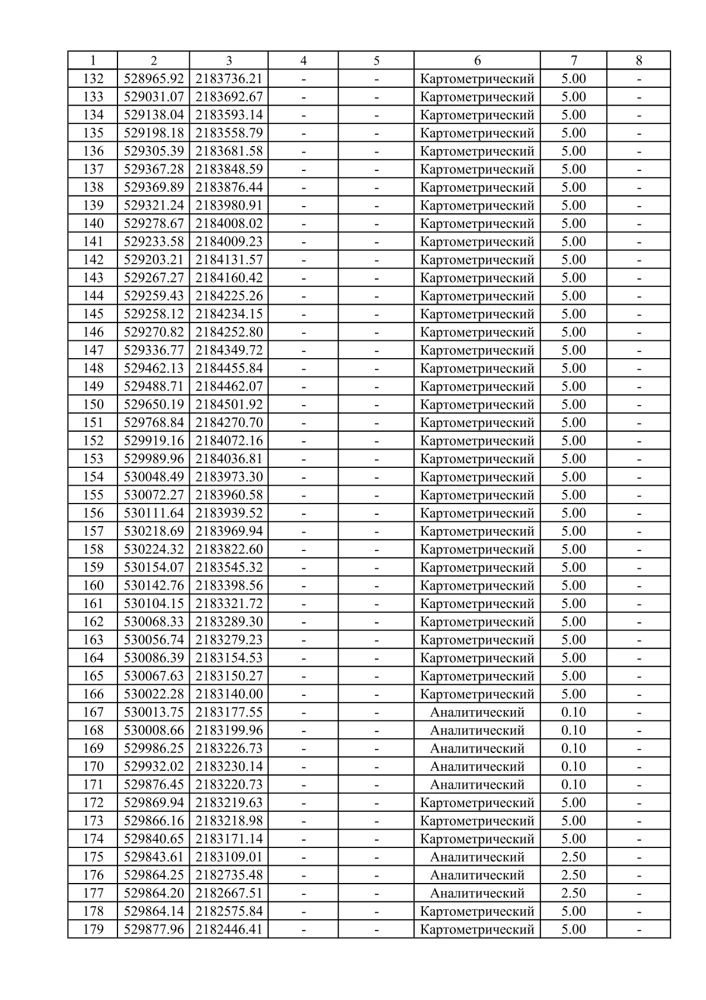 1 2 3 4 5 6 7 8
132 528965.92 2183736.21 - - Картометрический 5.00 -
133 529031.07 2183692.67 - - Картометрический 5.00 -
134 529138.04 2183593.14 - - Картометрический 5.00 -
135 529198.18 2183558.79 - - Картометрический 5.00 -
136 529305.39 2183681.58 - - Картометрический 5.00 -
137 529367.28 2183848.59 - - Картометрический 5.00 -
138 529369.89 2183876.44 - - Картометрический 5.00 -
139 529321.24 2183980.91 - - Картометрический 5.00 -
140 529278.67 2184008.02 - - Картометрический 5.00 -
141 529233.58 2184009.23 - - Картометрический 5.00 -
142 529203.21 2184131.57 - - Картометрический 5.00 -
143 529267.27 2184160.42 - - Картометрический 5.00 -
144 529259.43 2184225.26 - - Картометрический 5.00 -
145 529258.12 2184234.15 - - Картометрический 5.00 -
146 529270.82 2184252.80 - - Картометрический 5.00 -
147 529336.77 2184349.72 - - Картометрический 5.00 -
148 529462.13 2184455.84 - - Картометрический 5.00 -
149 529488.71 2184462.07 - - Картометрический 5.00 -
150 529650.19 2184501.92 - - Картометрический 5.00 -
151 529768.84 2184270.70 - - Картометрический 5.00 -
152 529919.16 2184072.16 - - Картометрический 5.00 -
153 529989.96 2184036.81 - - Картометрический 5.00 -
154 530048.49 2183973.30 - - Картометрический 5.00 -
155 530072.27 2183960.58 - - Картометрический 5.00 -
156 530111.64 2183939.52 - - Картометрический 5.00 -
157 530218.69 2183969.94 - - Картометрический 5.00 -
158 530224.32 2183822.60 - - Картометрический 5.00 -
159 530154.07 2183545.32 - - Картометрический 5.00 -
160 530142.76 2183398.56 - - Картометрический 5.00 -
161 530104.15 2183321.72 - - Картометрический 5.00 -
162 530068.33 2183289.30 - - Картометрический 5.00 -
163 530056.74 2183279.23 - - Картометрический 5.00 -
164 530086.39 2183154.53 - - Картометрический 5.00 -
165 530067.63 2183150.27 - - Картометрический 5.00 -
166 530022.28 2183140.00 - - Картометрический 5.00 -
167 530013.75 2183177.55 - - Аналитический 0.10 -
168 530008.66 2183199.96 - - Аналитический 0.10 -
169 529986.25 2183226.73 - - Аналитический 0.10 -
170 529932.02 2183230.14 - - Аналитический 0.10 -
171 529876.45 2183220.73 - - Аналитический 0.10 -
172 529869.94 2183219.63 - - Картометрический 5.00 -
173 529866.16 2183218.98 - - Картометрический 5.00 -
174 529840.65 2183171.14 - - Картометрический 5.00 -
175 529843.61 2183109.01 - - Аналитический 2.50 -
176 529864.25 2182735.48 - - Аналитический 2.50 -
177 529864.20 2182667.51 - - Аналитический 2.50 -
178 529864.14 2182575.84 - - Картометрический 5.00 -
179 529877.96 2182446.41 - - Картометрический 5.00 -